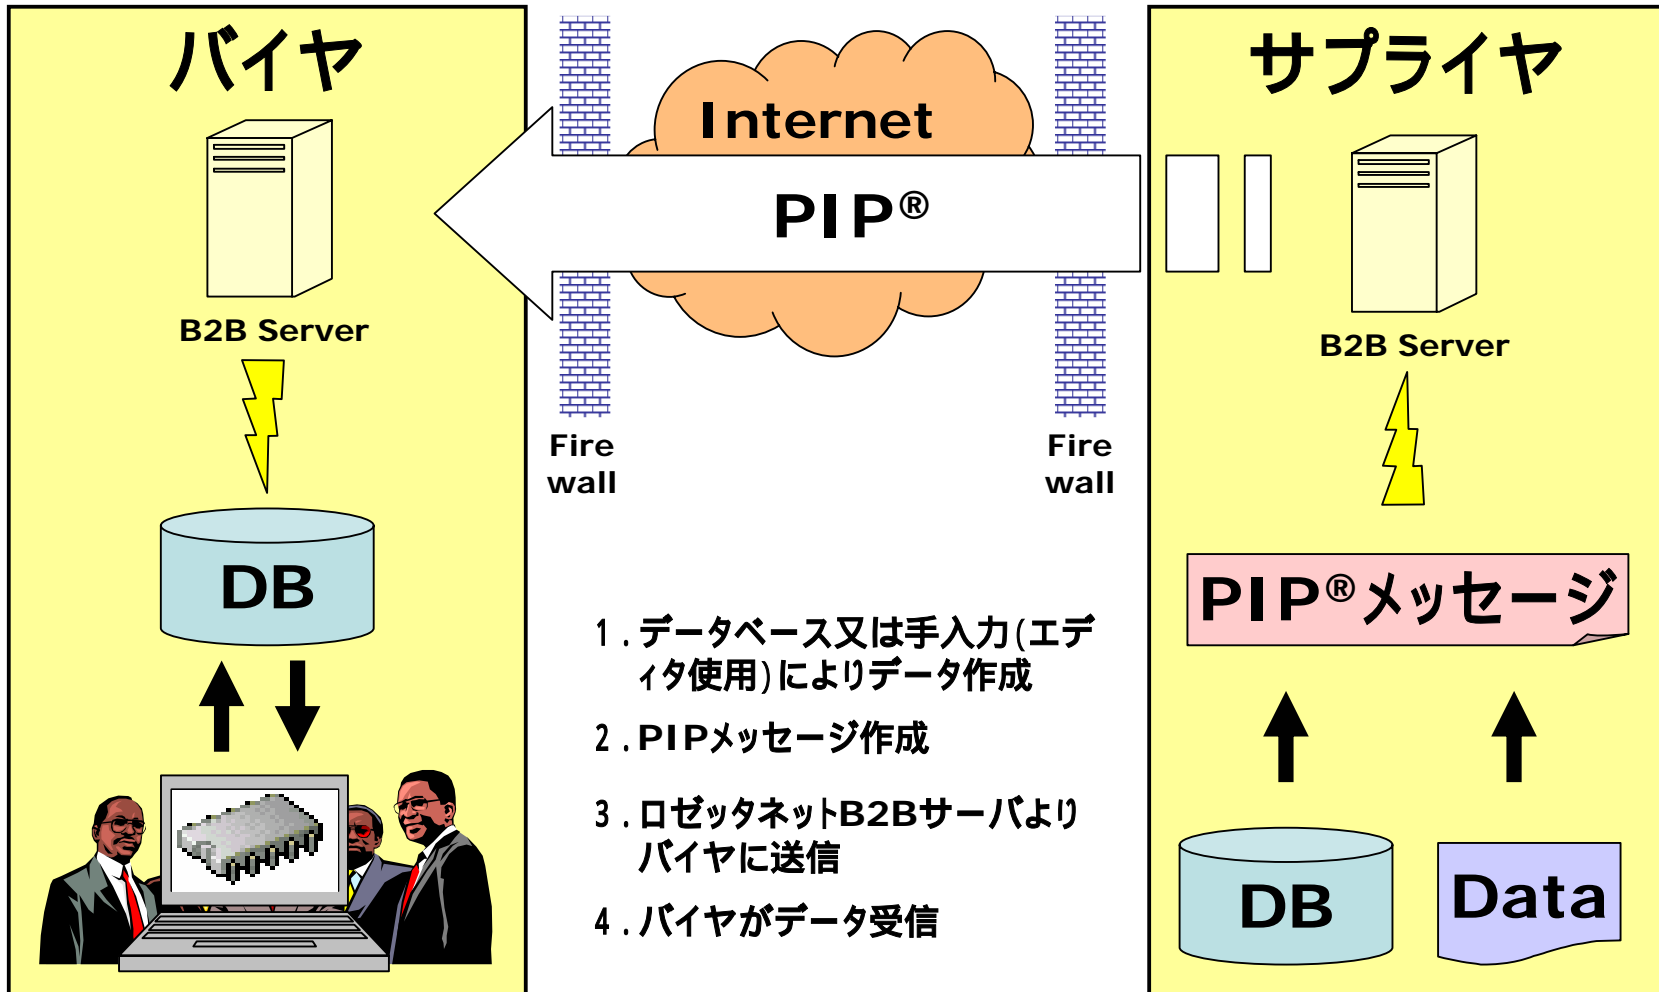 バイヤ
B2B Server
DB
Internet
PIP®
Fire
wall
Fire
wall
1.データベース又は手入力(エデ
ィタ使用)によりデータ作成
2.PIPメッセージ作成
3.ロゼッタネットB2Bサーバより
バイヤに送信
4.バイヤがデータ受信
サプライヤ
B2B Server
PIP®メッセージ
DB
Data